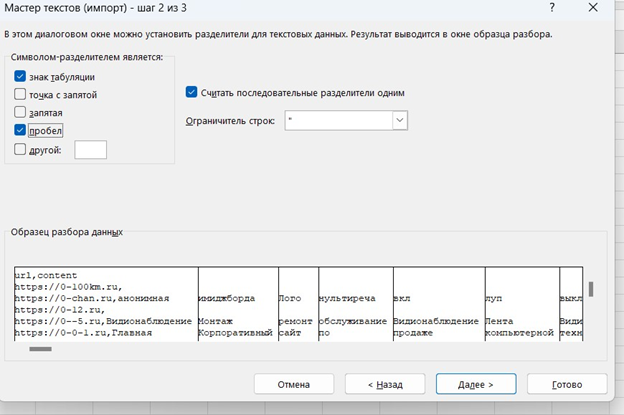 Мастер текстов (импорт) - шаг 2 из 3 ?
В этом диалоговом окне можно установить разделители для текстовых данных. Результат выводится в окне образца разбора.
Символом-разделителем является:
знак табуляции
точка с запятой
запятая
пробел
другой:
Считать последовательные разделители одним
Ограничитель строк: "
Образец разбора данных
url,content
https://0-100km.ru,
https://0-chan.ru,анонимная имиджборда Лого нультиреча вкл луп выкл
https://0-12.ru,
https://0--5.ru,Видионаблюдение Монтаж ремонт обслуживание Видионаблюдение Лента Види
https://0-0-1.ru,Главная Корпоративный сайт по продаже компьютерной техн
Отмена < Назад Далее > Готово